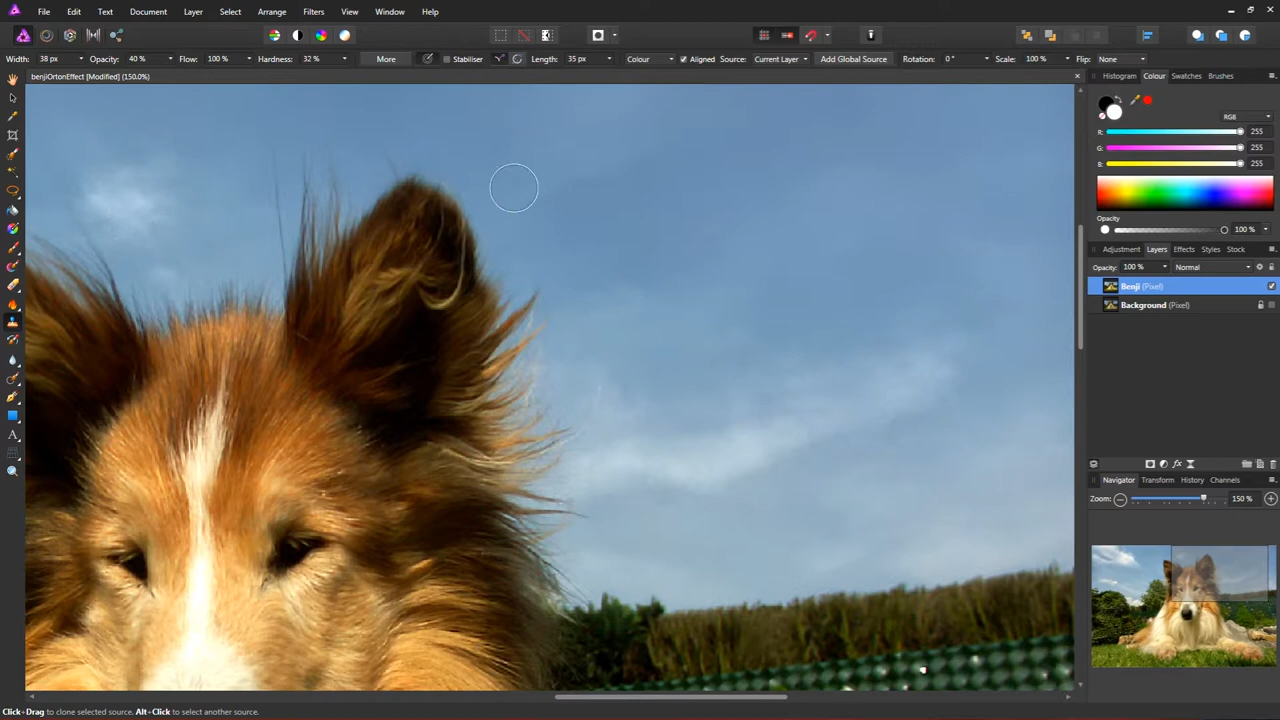 File Edit Text Document Layer Select Arrange Filters View Window Help
Width: 38 px Opacity: 40 % Flow: 100 % Hardness: 32 % More Stabiliser Length: 35 px Colour Aligned Source: Current Layer Add Global Source Rotation: 0 ° Scale: 100 % Flip: None
benjiOrtonEffect [Modified] (150.0%)
Histogram Colour Swatches Brushes
RGB
R: 255
G: 255
B: 255
Opacity
100 %
Adjustment Layers Effects Styles Stock
Opacity: 100 % Normal
Benji (Pixel)
Background (Pixel)
Navigator Transform History Channels
Zoom: 150 %
Click+Drag to clone selected source. Alt+Click to select another source.